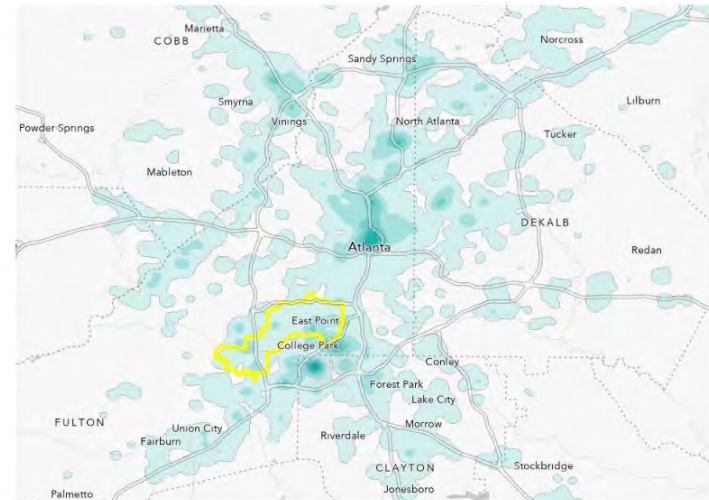 Marietta
COBB
Norcross
Sandy Springs
Smyrna
Lilburn
Vinings
North Atlanta
Powder Springs
Tucker
Mableton
DEKALB
Atlanta
Redan
East Point
College Park
Conley
Forest Park
Lake City
FULTON
Union City
Morrow
Riverdale
Fairburn
CLAYTON
Stockbridge
Jonesboro
Palmetto